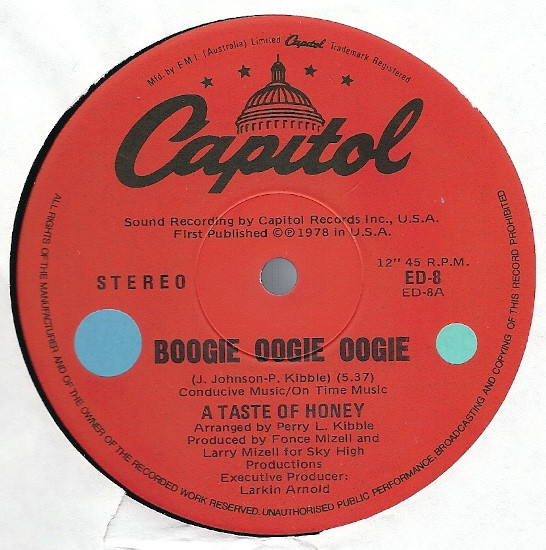 Mfd. by E.M.I. (Australia) Limited Capitol Trademark Registered
Capitol
Sound Recording by Capitol Records Inc., U.S.A.
First Published ©℗1978 in U.S.A.
STEREO
12" 45 R.P.M.
ED-8
ED-8A
BOOGIE OOGIE OOGIE
(J. Johnson-P. Kibble) (5.37)
Conducive Music/On Time Music
A TASTE OF HONEY
Arranged by Perry L. Kibble
Produced by Fonce Mizell and
Larry Mizell for Sky High
Productions
Executive Producer:
Larkin Arnold
ALL RIGHTS OF THE MANUFACTURER AND OF THE OWNER OF THE RECORDED WORK RESERVED. UNAUTHORISED PUBLIC PERFORMANCE, BROADCASTING AND COPYING OF THIS RECORD PROHIBITED